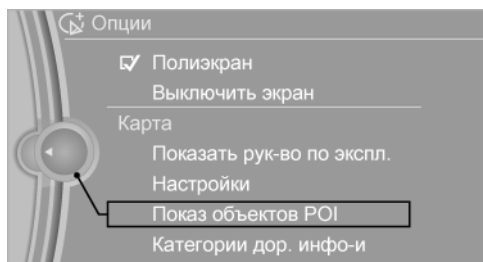 Опции
Полиэкран
Выключить экран
Карта
Показать рук-во по экспл.
Настройки
Показ объектов POI
Категории дор. инфо-и